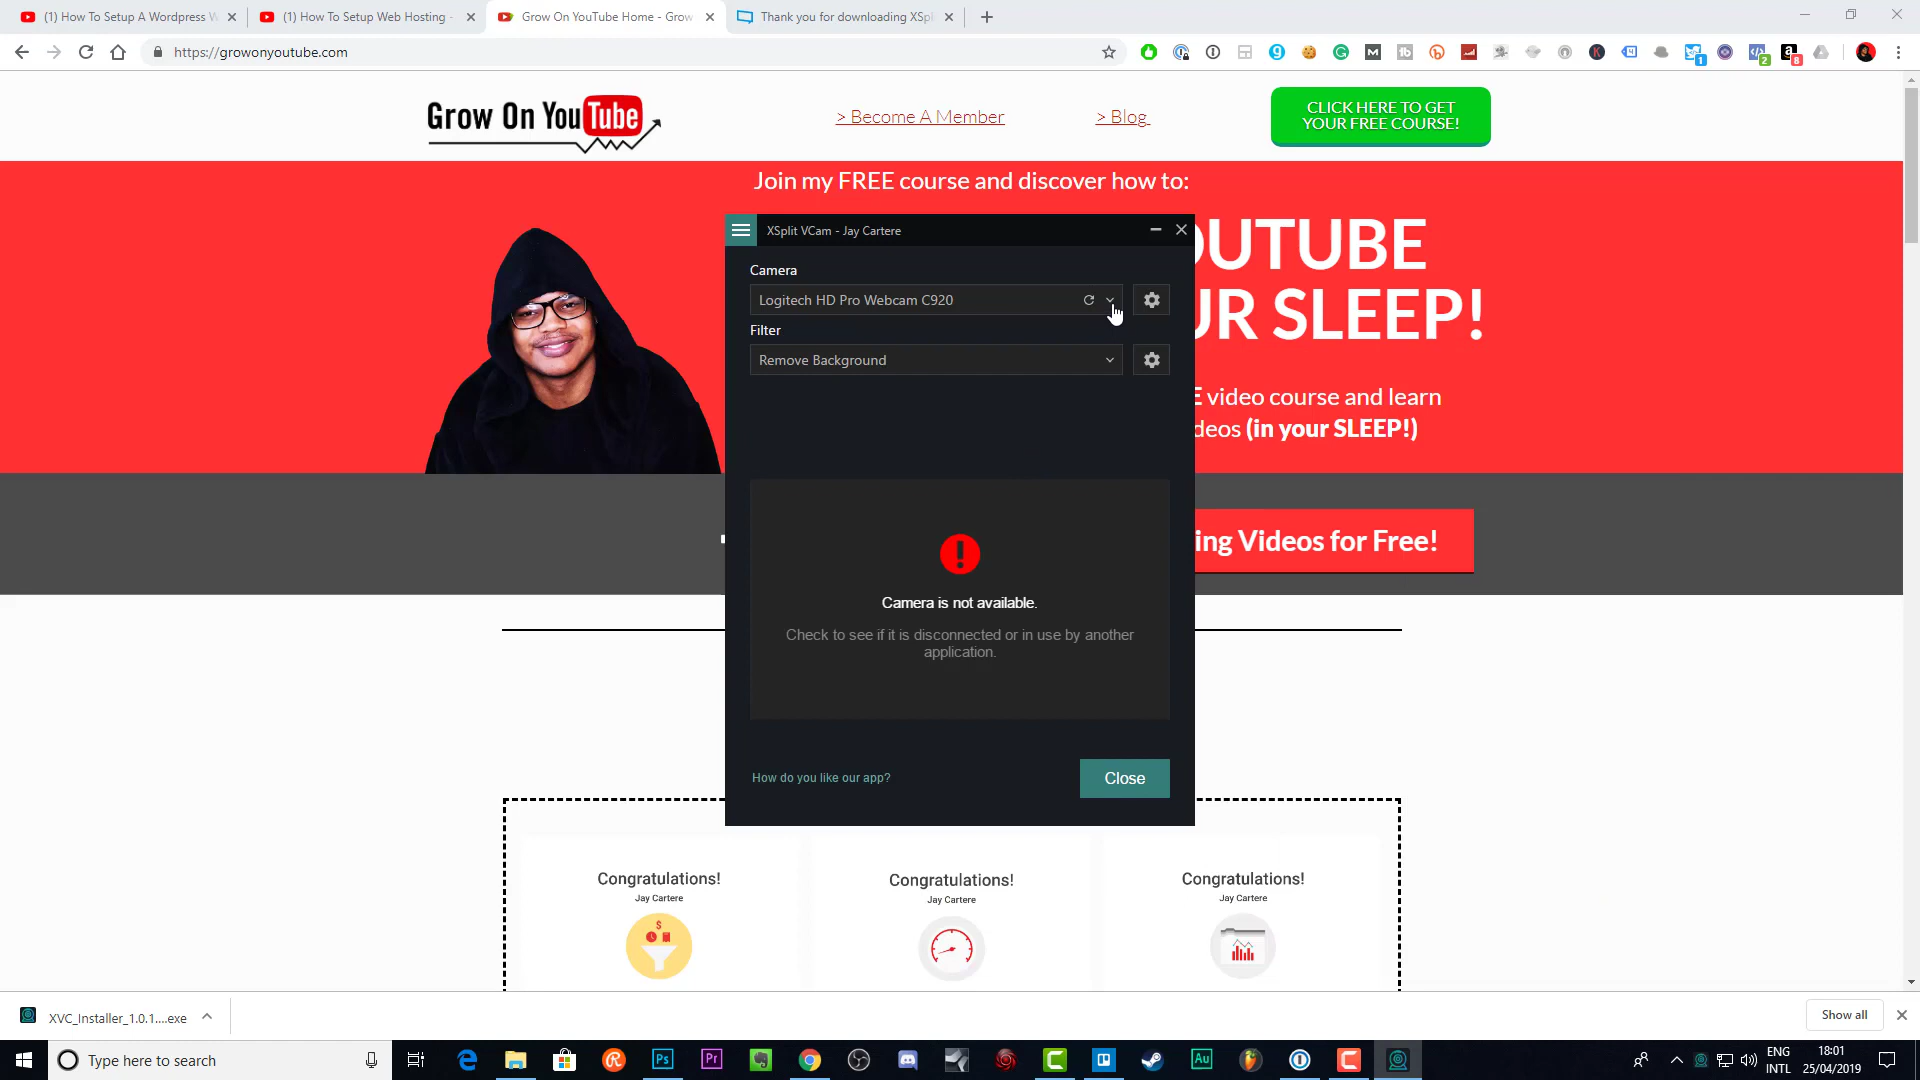 (1) How To Setup A Wordpress W
(1) How To Setup Web Hosting -
Grow On YouTube Home - Grow
Thank you for downloading XSpl
https://growonyoutube.com
Grow On YouTube
> Become A Member
> Blog
CLICK HERE TO GET
YOUR FREE COURSE!
Join my FREE course and discover how to:
OUTUBE
UR SLEEP!
E video course and learn
deos (in your SLEEP!)
ing Videos for Free!
XSplit VCam - Jay Cartere
Camera
Logitech HD Pro Webcam C920
Filter
Remove Background
Camera is not available.
Check to see if it is disconnected or in use by another
application.
How do you like our app?
Close
Congratulations!
Jay Cartere
Congratulations!
Jay Cartere
Congratulations!
Jay Cartere
XVC_Installer_1.0.1....exe
Show all
Type here to search
ENG
INTL
18:01
25/04/2019